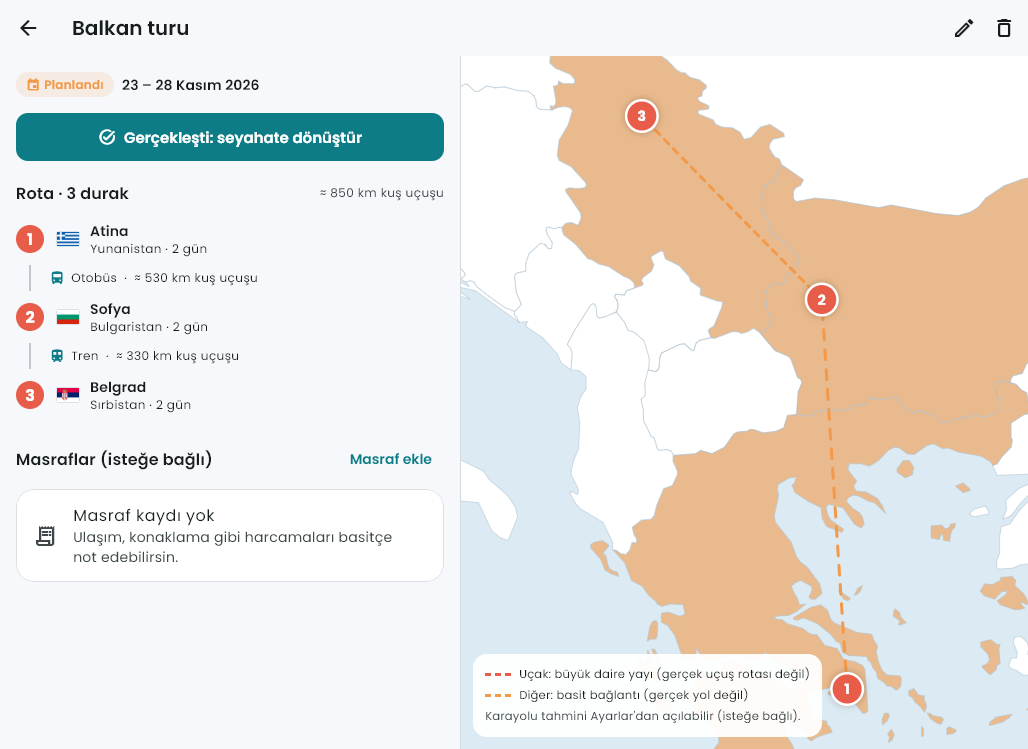 Balkan turu
Planlandı
23 – 28 Kasım 2026
Gerçekleşti: seyahate dönüştür
Rota · 3 durak
≈ 850 km kuş uçuşu
1
Atina
Yunanistan · 2 gün
Otobüs · ≈ 530 km kuş uçuşu
2
Sofya
Bulgaristan · 2 gün
Tren · ≈ 330 km kuş uçuşu
3
Belgrad
Sırbistan · 2 gün
Masraflar (isteğe bağlı)
Masraf ekle
Masraf kaydı yok
Ulaşım, konaklama gibi harcamaları basitçe
not edebilirsin.
3
2
1
Uçak: büyük daire yayı (gerçek uçuş rotası değil)
Diğer: basit bağlantı (gerçek yol değil)
Karayolu tahmini Ayarlar'dan açılabilir (isteğe bağlı).